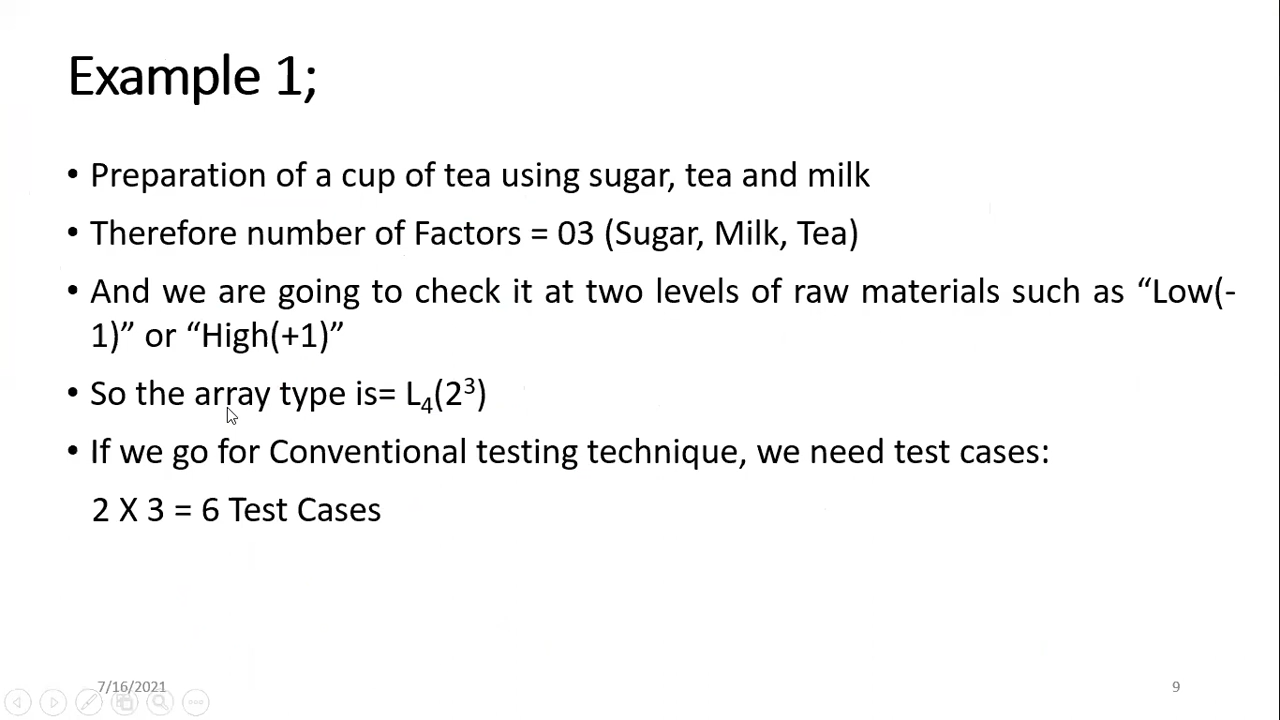 Example 1;
• Preparation of a cup of tea using sugar, tea and milk
• Therefore number of Factors = 03 (Sugar, Milk, Tea)
• And we are going to check it at two levels of raw materials such as “Low(-
1)” or “High(+1)”
• So the array type is= L₄(2³)
• If we go for Conventional testing technique, we need test cases:
2 X 3 = 6 Test Cases
7/16/2021
9